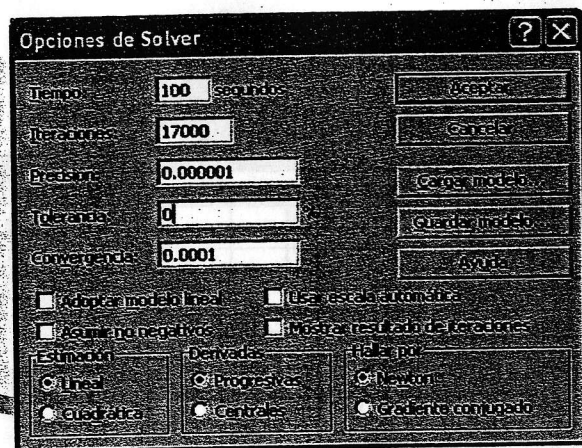 Opciones de Solver
Tiempo: 100 segundos
Iteraciones: 17000
Precisión: 0.000001
Tolerancia: 0
Convergencia: 0.0001
Aceptar
Cancelar
Cargar modelo...
Guardar modelo...
Ayuda
Adoptar modelo lineal
Usar escala automática
Asumir no negativos
Mostrar resultado de iteraciones
Estimación
Lineal
Cuadrática
Derivadas
Progresivas
Centrales
Hallar por
Newton
Gradiente conjugado